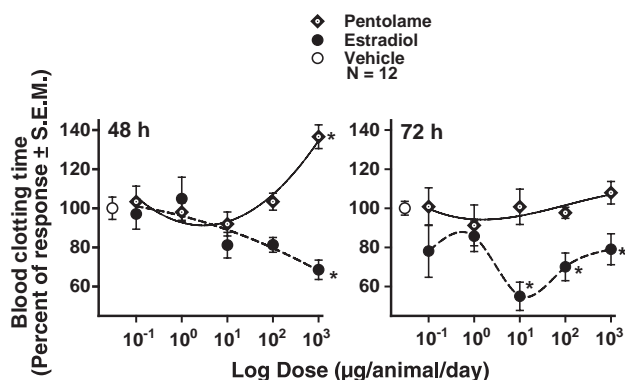 Pentolame
Estradiol
Vehicle
N = 12
Blood clotting time
(Percent of response ± S.E.M.)
48 h
140
120
100
80
60
*
*
10⁻¹ 10⁰ 10¹ 10² 10³
72 h
140
120
100
80
60
* * *
10⁻¹ 10⁰ 10¹ 10² 10³
Log Dose (μg/animal/day)